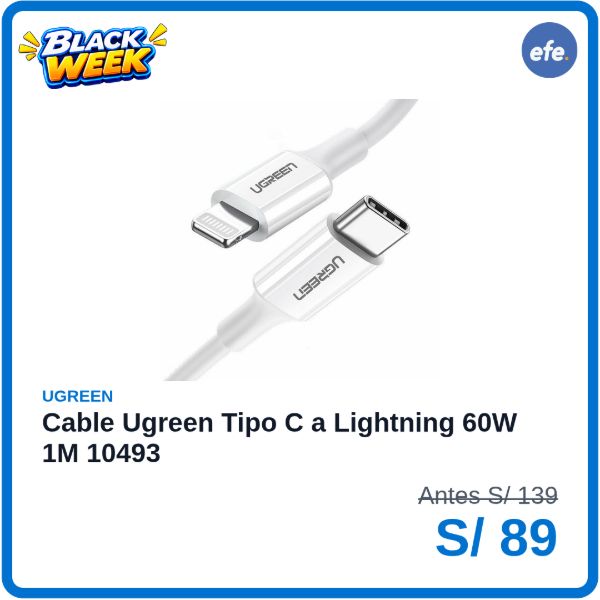 BLACK
WEEK
efe.
UGREEN
UGREEN
UGREEN
Cable Ugreen Tipo C a Lightning 60W
1M 10493
Antes S/ 139
S/ 89